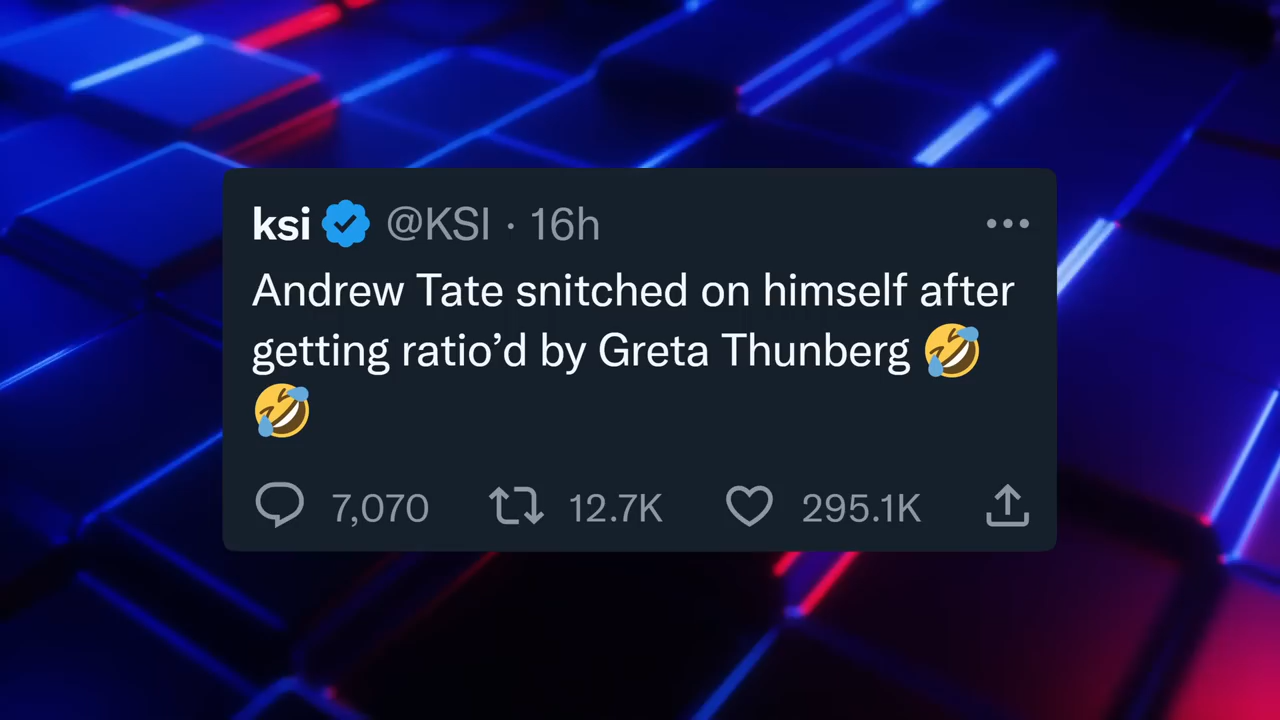 ksi @KSI · 16h
Andrew Tate snitched on himself after
getting ratio’d by Greta Thunberg 🤣
🤣
7,070 12.7K 295.1K